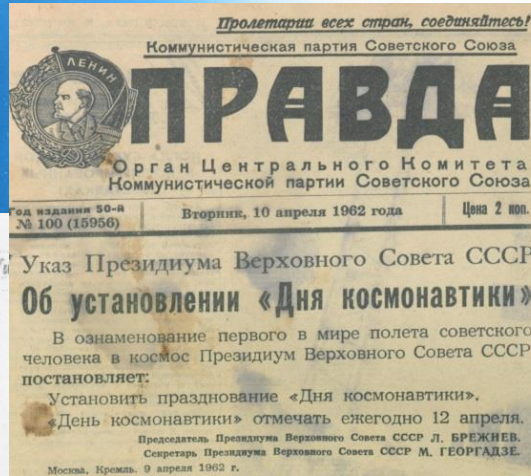 Пролетарии всех стран, соединяйтесь!
Коммунистическая партия Советского Союза
ЛЕНИН
ПРАВДА
Орган Центрального Комитета
Коммунистической партии Советского Союза
Год издания 50-й
№ 100 (15956)
Вторник, 10 апреля 1962 года
Цена 2 коп.
Указ Президиума Верховного Совета СССР
Об установлении «Дня космонавтики»
В ознаменование первого в мире полета советского
человека в космос Президиум Верховного Совета СССР
постановляет:
Установить празднование «Дня космонавтики».
«День космонавтики» отмечать ежегодно 12 апреля.
Председатель Президиума Верховного Совета СССР Л. БРЕЖНЕВ.
Секретарь Президиума Верховного Совета СССР М. ГЕОРГАДЗЕ.
Москва, Кремль. 9 апреля 1962 г.